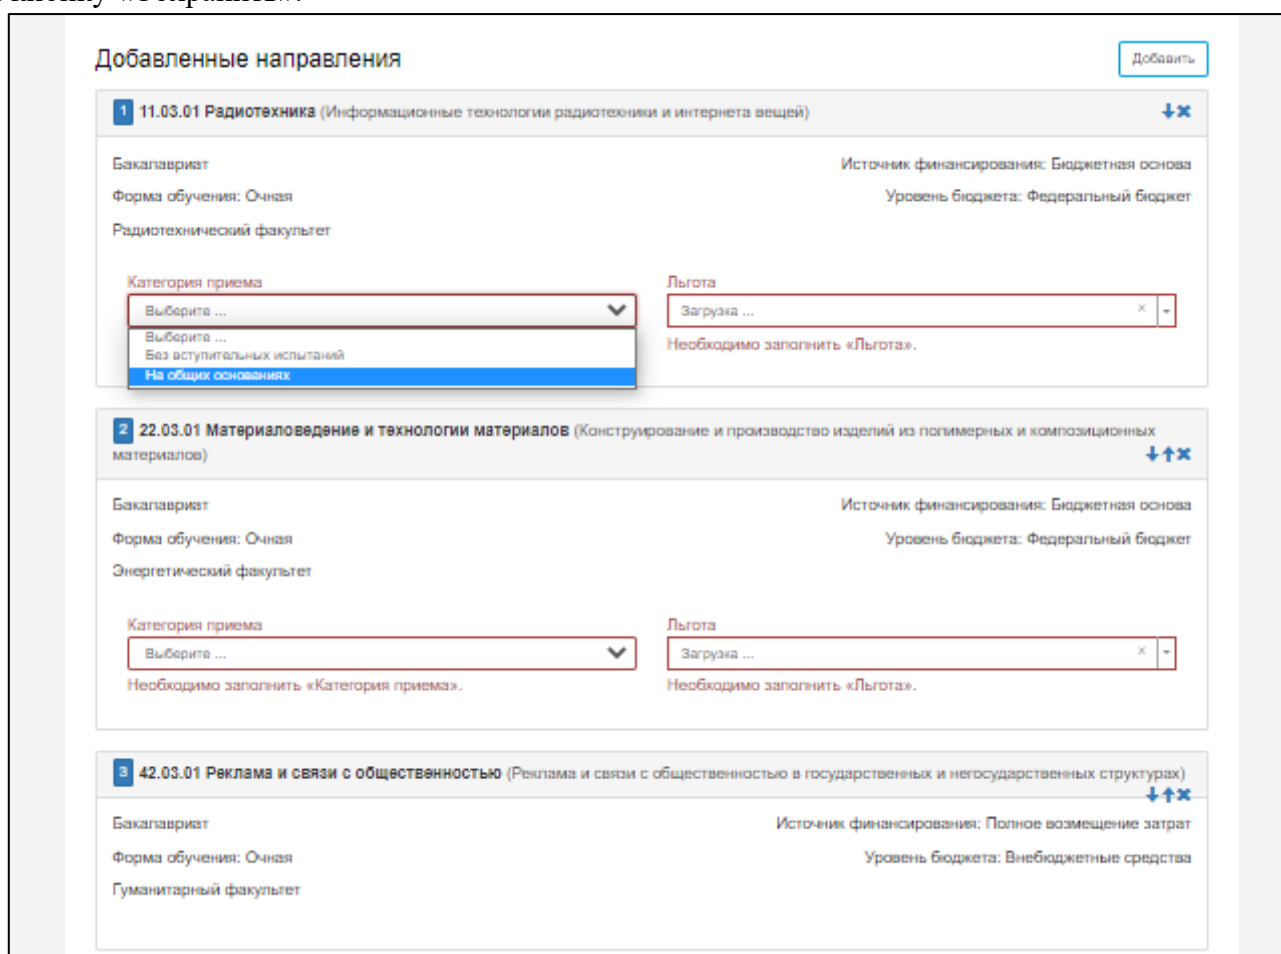 Добавленные направления
Добавить
1 11.03.01 Радиотехника (Информационные технологии радиотехники и интернета вещей)
Бакалавриат
Источник финансирования: Бюджетная основа
Форма обучения: Очная
Уровень бюджета: Федеральный бюджет
Радиотехнический факультет
Категория приема
Льгота
Выберите ...
Загрузка ...
Выберите ...
Без вступительных испытаний
На общих основаниях
Необходимо заполнить «Льгота».
2 22.03.01 Материаловедение и технологии материалов (Конструирование и производство изделий из полимерных и композиционных
материалов)
Бакалавриат
Источник финансирования: Бюджетная основа
Форма обучения: Очная
Уровень бюджета: Федеральный бюджет
Энергетический факультет
Категория приема
Льгота
Выберите ...
Загрузка ...
Необходимо заполнить «Категория приема».
Необходимо заполнить «Льгота».
3 42.03.01 Реклама и связи с общественностью (Реклама и связи с общественностью в государственных и негосударственных структурах)
Бакалавриат
Источник финансирования: Полное возмещение затрат
Форма обучения: Очная
Уровень бюджета: Внебюджетные средства
Гуманитарный факультет